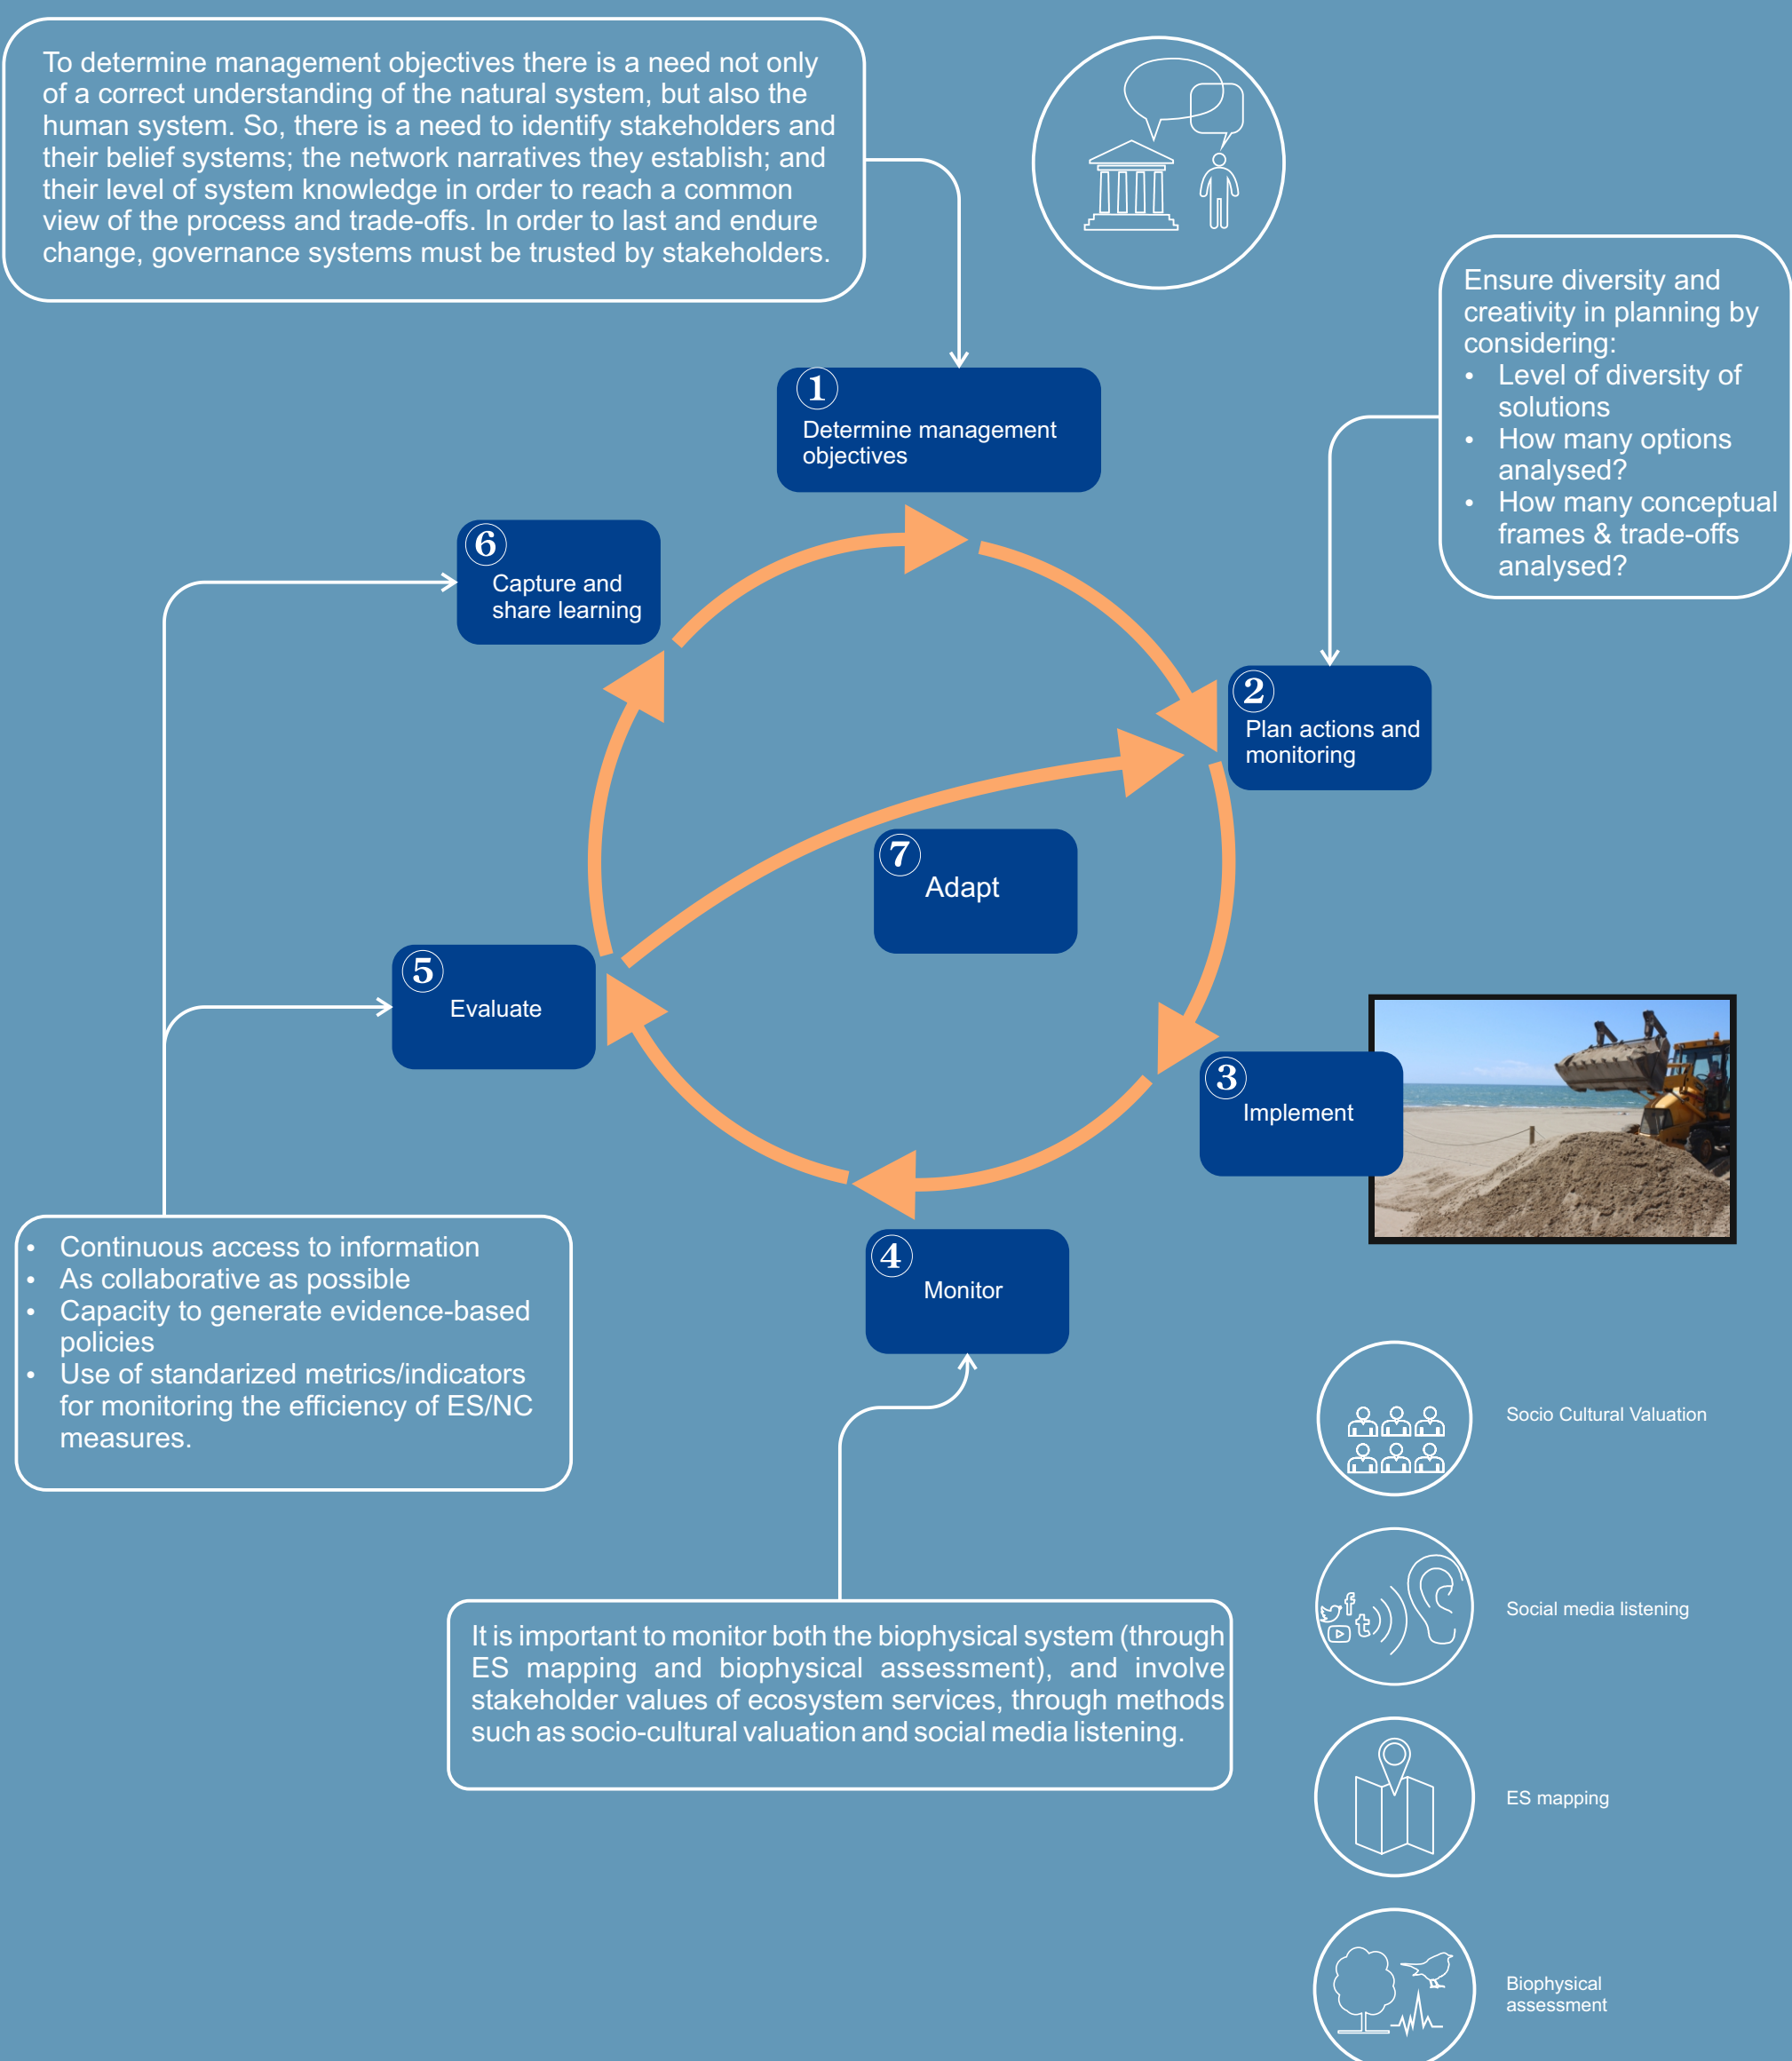 To determine management objectives there is a need not only
of a correct understanding of the natural system, but also the
human system. So, there is a need to identify stakeholders and
their belief systems; the network narratives they establish; and
their level of system knowledge in order to reach a common
view of the process and trade-offs. In order to last and endure
change, governance systems must be trusted by stakeholders.
Ensure diversity and
creativity in planning by
considering:
• Level of diversity of
solutions
• How many options
analysed?
• How many conceptual
frames & trade-offs
analysed?
1
Determine management
objectives
6
Capture and
share learning
2
Plan actions and
monitoring
7
Adapt
5
Evaluate
3
Implement
4
Monitor
• Continuous access to information
• As collaborative as possible
• Capacity to generate evidence-based
policies
• Use of standarized metrics/indicators
for monitoring the efficiency of ES/NC
measures.
It is important to monitor both the biophysical system (through
ES mapping and biophysical assessment), and involve
stakeholder values of ecosystem services, through methods
such as socio-cultural valuation and social media listening.
Socio Cultural Valuation
f
t
Social media listening
ES mapping
Biophysical
assessment